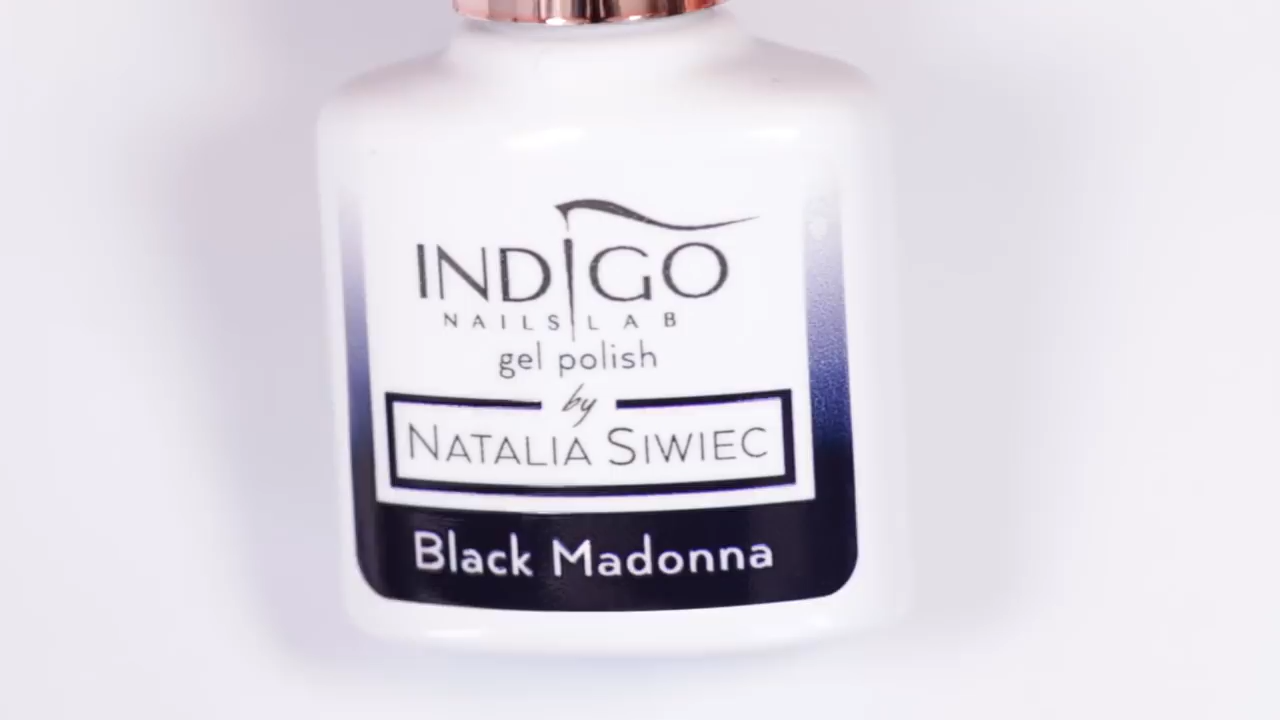 INDIGO
NAILS LAB
gel polish
by
NATALIA SIWIEC
Black Madonna